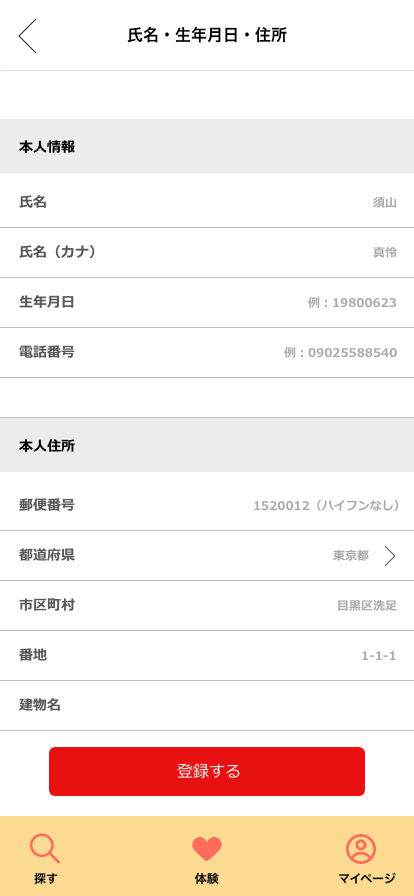 氏名・生年月日・住所
本人情報
氏名 須山
氏名（カナ） 真怜
生年月日 例：19800623
電話番号 例：09025588540
本人住所
郵便番号 1520012（ハイフンなし）
都道府県 東京都
市区町村 目黒区洗足
番地 1-1-1
建物名
登録する
探す 体験 マイページ